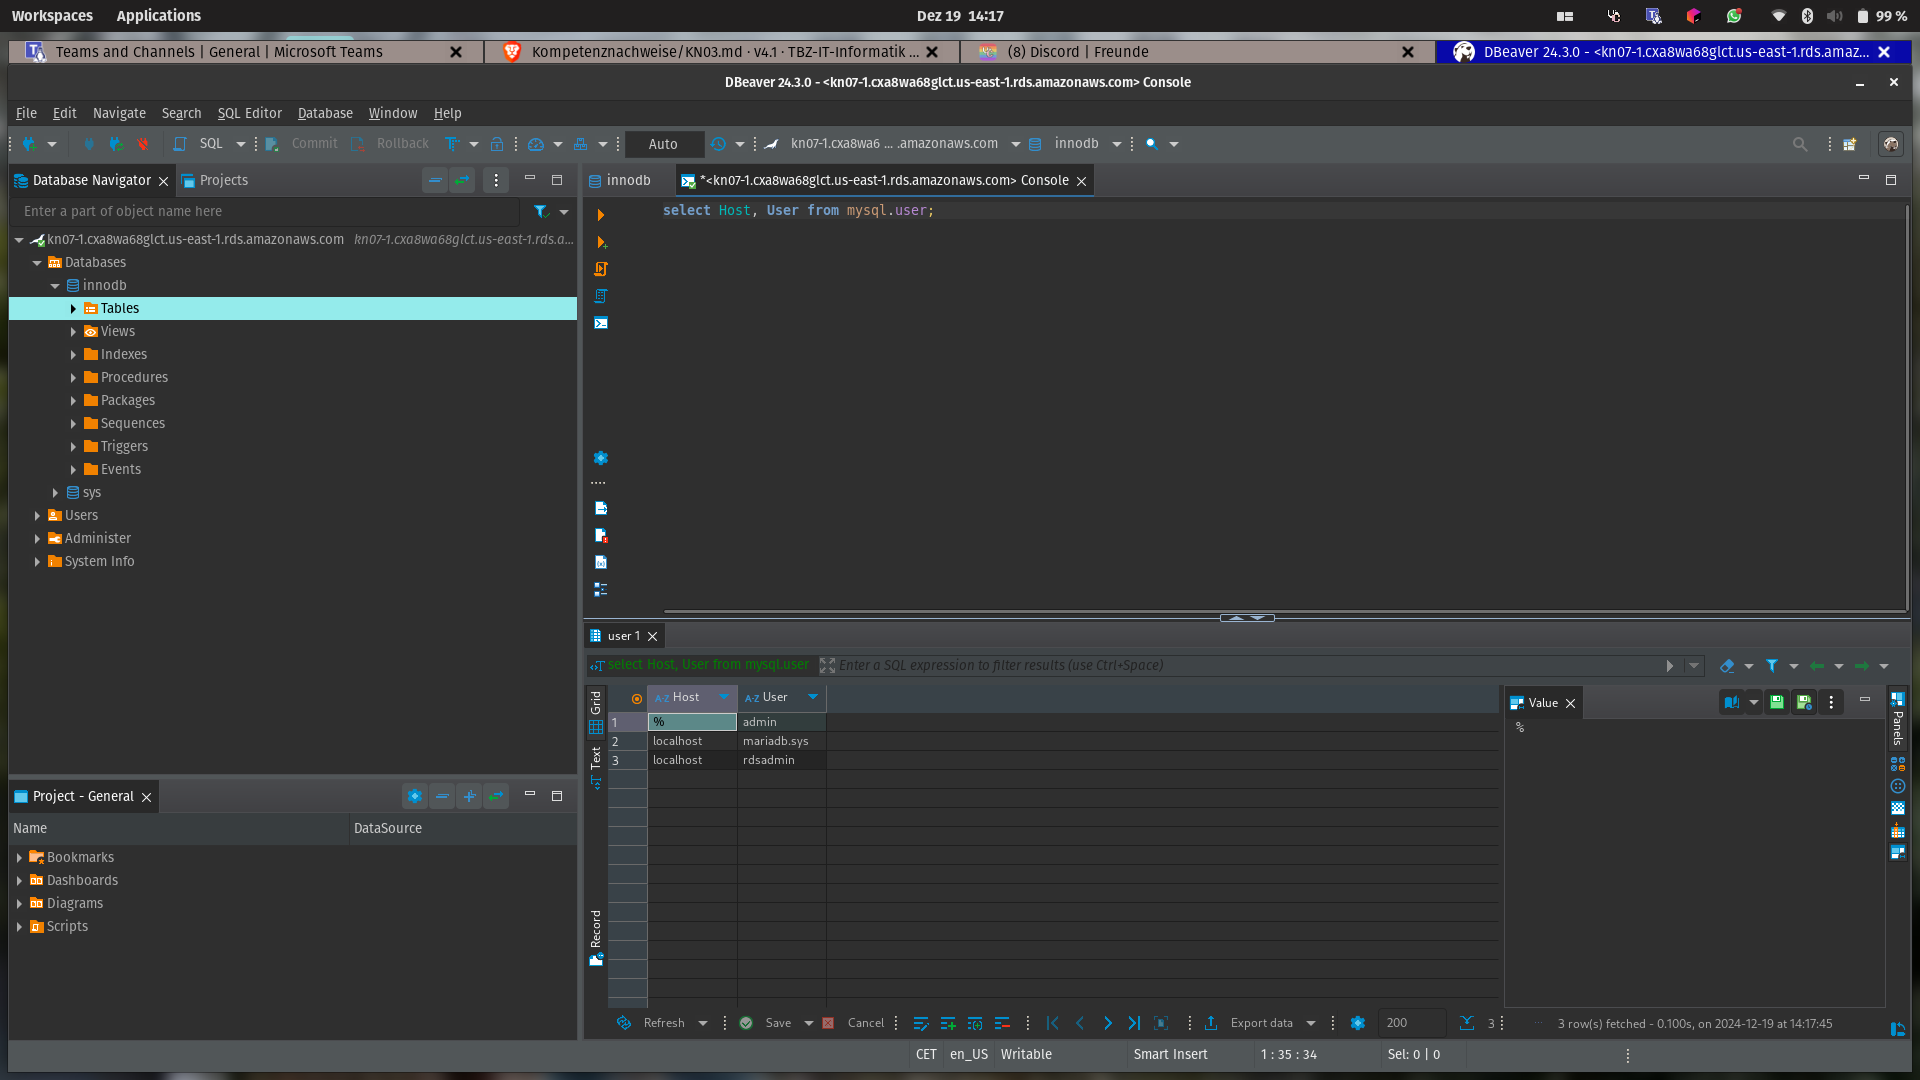 Workspaces Applications
Dez 19 14:17
99 %
Teams and Channels | General | Microsoft Teams
Kompetenznachweise/KN03.md · v4.1 · TBZ-IT-Informatik ...
(8) Discord | Freunde
DBeaver 24.3.0 - <kn07-1.cxa8wa68glct.us-east-1.rds.amaz...
DBeaver 24.3.0 - <kn07-1.cxa8wa68glct.us-east-1.rds.amazonaws.com> Console
File Edit Navigate Search SQL Editor Database Window Help
SQL Commit Rollback Auto kn07-1.cxa8wa6 ... .amazonaws.com innodb
Database Navigator Projects
Enter a part of object name here
kn07-1.cxa8wa68glct.us-east-1.rds.amazonaws.com kn07-1.cxa8wa68glct.us-east-1.rds.a...
Databases
innodb
Tables
Views
Indexes
Procedures
Packages
Sequences
Triggers
Events
sys
Users
Administer
System Info
Project - General
Name DataSource
Bookmarks
Dashboards
Diagrams
Scripts
innodb *<kn07-1.cxa8wa68glct.us-east-1.rds.amazonaws.com> Console
select Host, User from mysql.user;
user 1
select Host, User from mysql.user Enter a SQL expression to filter results (use Ctrl+Space)
Grid
Text
Record
A-Z Host A-Z User
1 % admin
2 localhost mariadb.sys
3 localhost rdsadmin
Value
%
Panels
Refresh Save Cancel Export data 200 3 3 row(s) fetched - 0.100s, on 2024-12-19 at 14:17:45
CET en_US Writable Smart Insert 1 : 35 : 34 Sel: 0 | 0